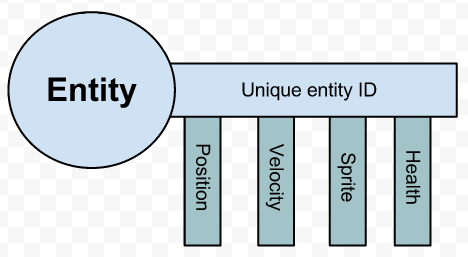 Entity
Unique entity ID
Position
Velocity
Sprite
Health